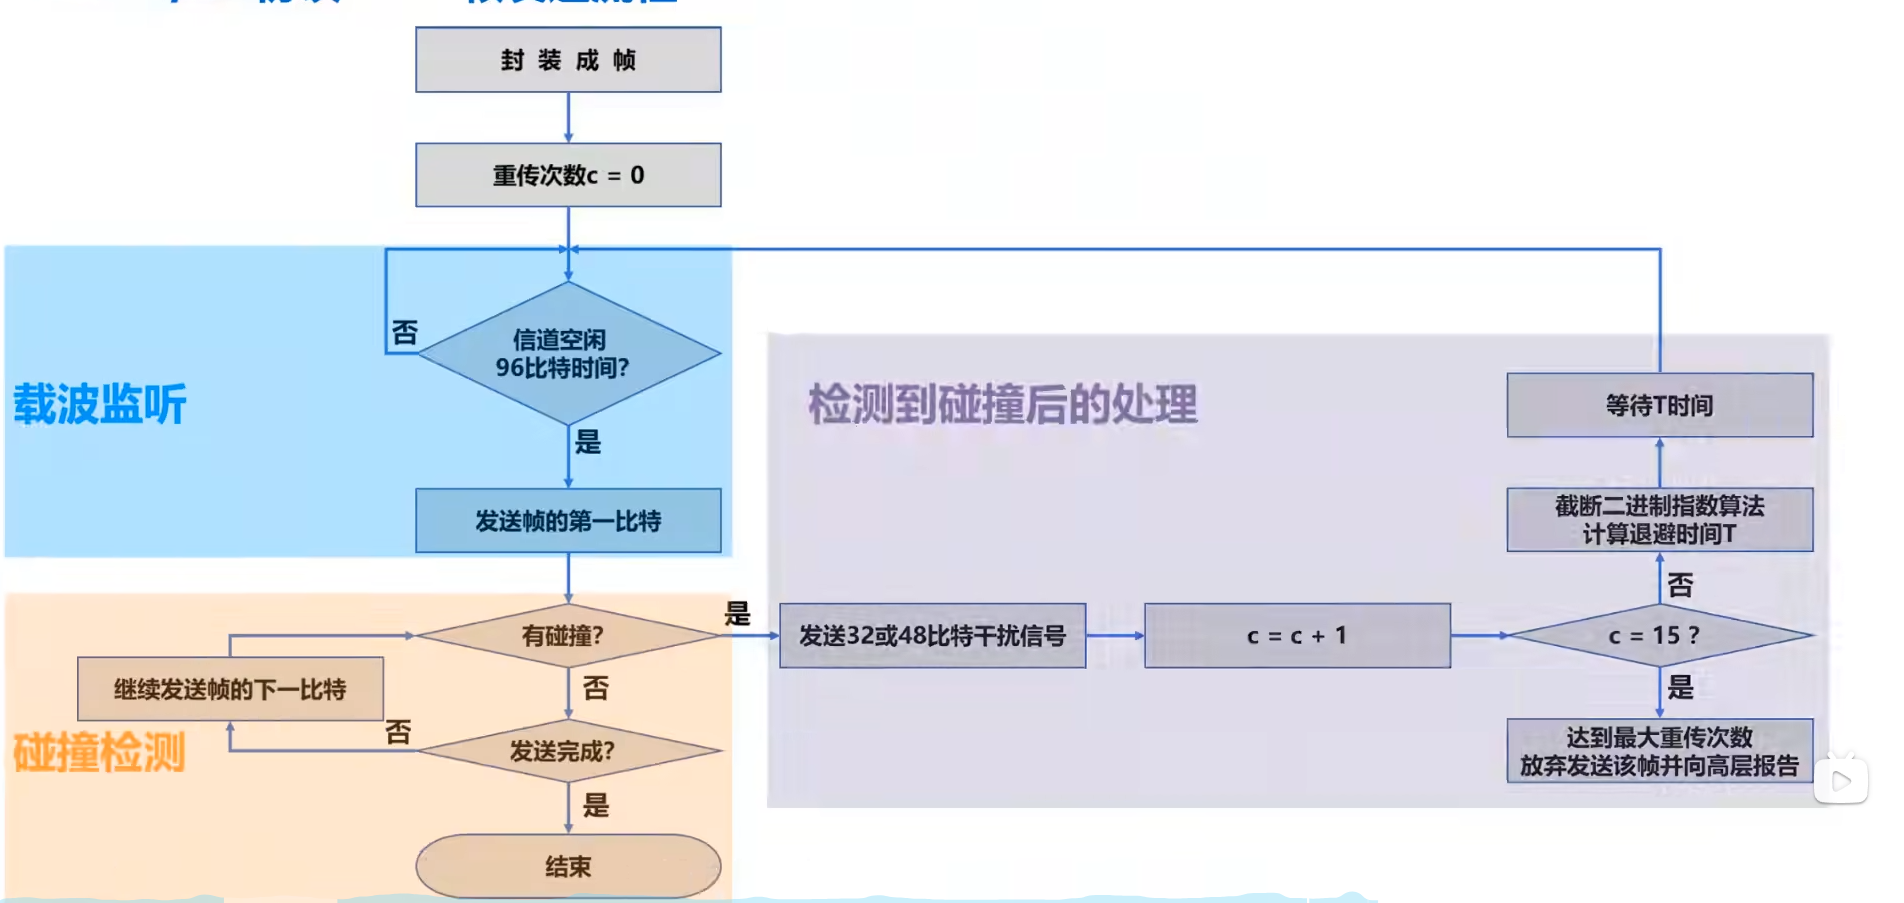 封 装 成 帧
重传次数c = 0
否
信道空闲
96比特时间?
载波监听
是
发送帧的第一比特
检测到碰撞后的处理
等待T时间
截断二进制指数算法
计算退避时间T
否
有碰撞?
是
发送32或48比特干扰信号
c = c + 1
c = 15 ?
继续发送帧的下一比特
否
是
碰撞检测
否
发送完成?
达到最大重传次数
放弃发送该帧并向高层报告
是
结束